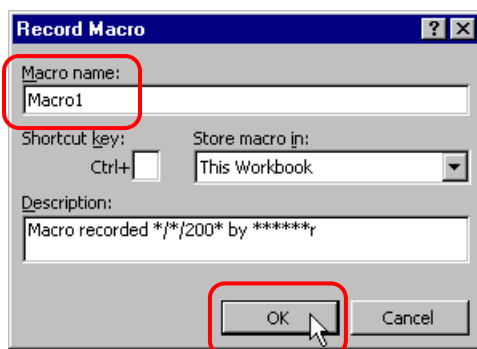 Record Macro
Macro name:
Macro1
Shortcut key: Store macro in:
Ctrl+ This Workbook
Description:
Macro recorded */*/200* by ******r
OK Cancel